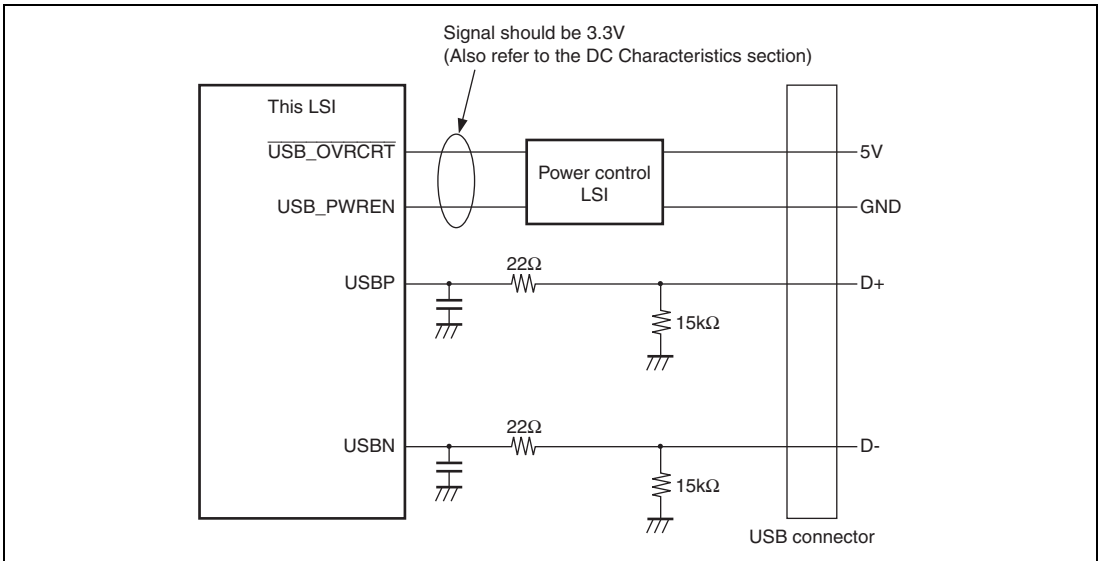 Signal should be 3.3V
(Also refer to the DC Characteristics section)
This LSI
USB_OVRCRT
5V
Power control
LSI
USB_PWREN
GND
22Ω
USBP
D+
15kΩ
22Ω
USBN
D-
15kΩ
USB connector